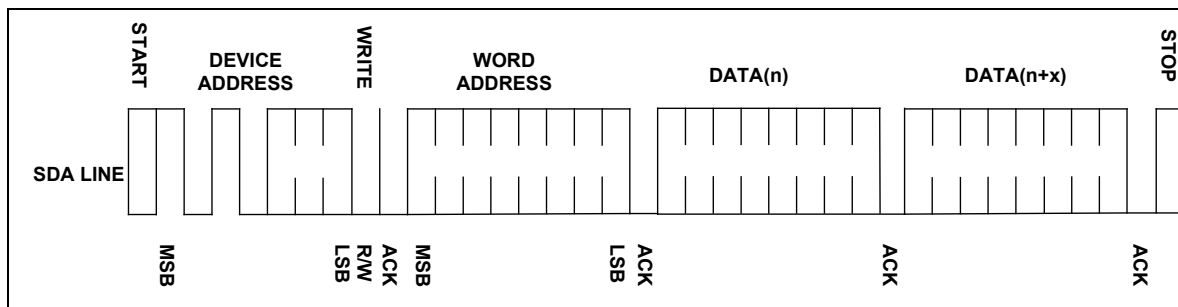 START
DEVICE
ADDRESS
WRITE
WORD
ADDRESS
DATA(n)
DATA(n+x)
STOP
SDA LINE
MSB
LSB
R/W
ACK
MSB
LSB
ACK
ACK
ACK